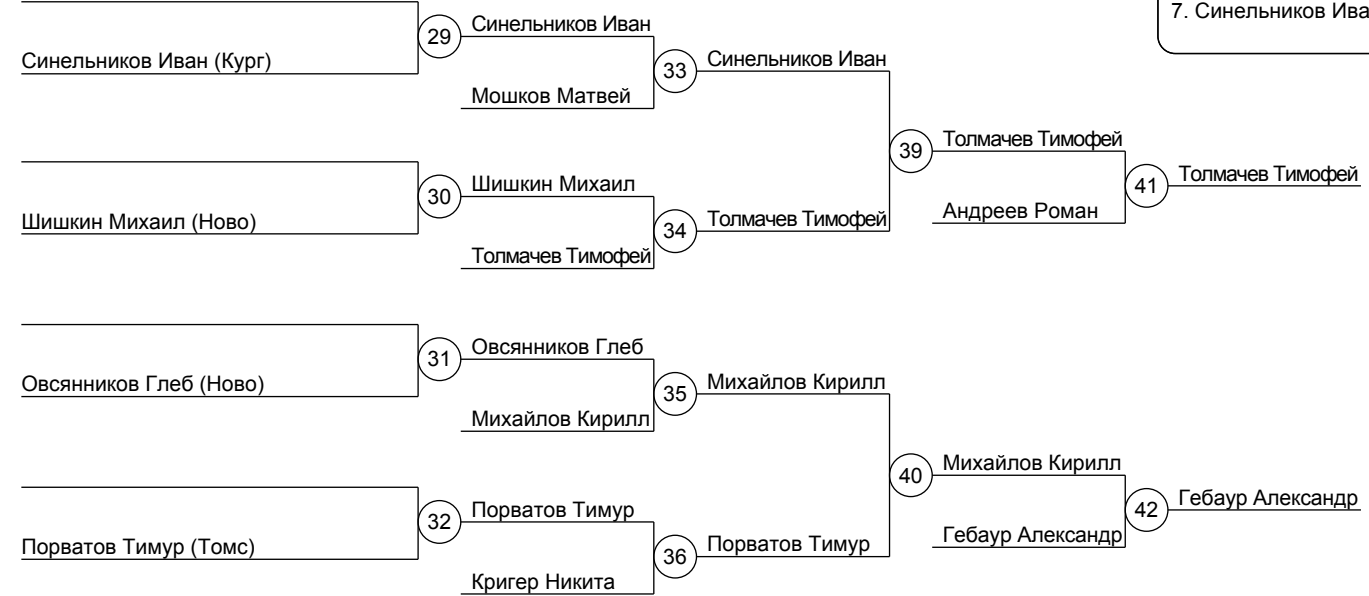 7. Синельников Ива
29
Синельников Иван
Синельников Иван (Кург)
33
Синельников Иван
Мошков Матвей
39
Толмачев Тимофей
30
Шишкин Михаил
Шишкин Михаил (Ново)
34
Толмачев Тимофей
Толмачев Тимофей
41
Толмачев Тимофей
Андреев Роман
31
Овсянников Глеб
Овсянников Глеб (Ново)
35
Михайлов Кирилл
Михайлов Кирилл
40
Михайлов Кирилл
32
Порватов Тимур
Порватов Тимур (Томс)
36
Порватов Тимур
Кригер Никита
42
Гебаур Александр
Гебаур Александр